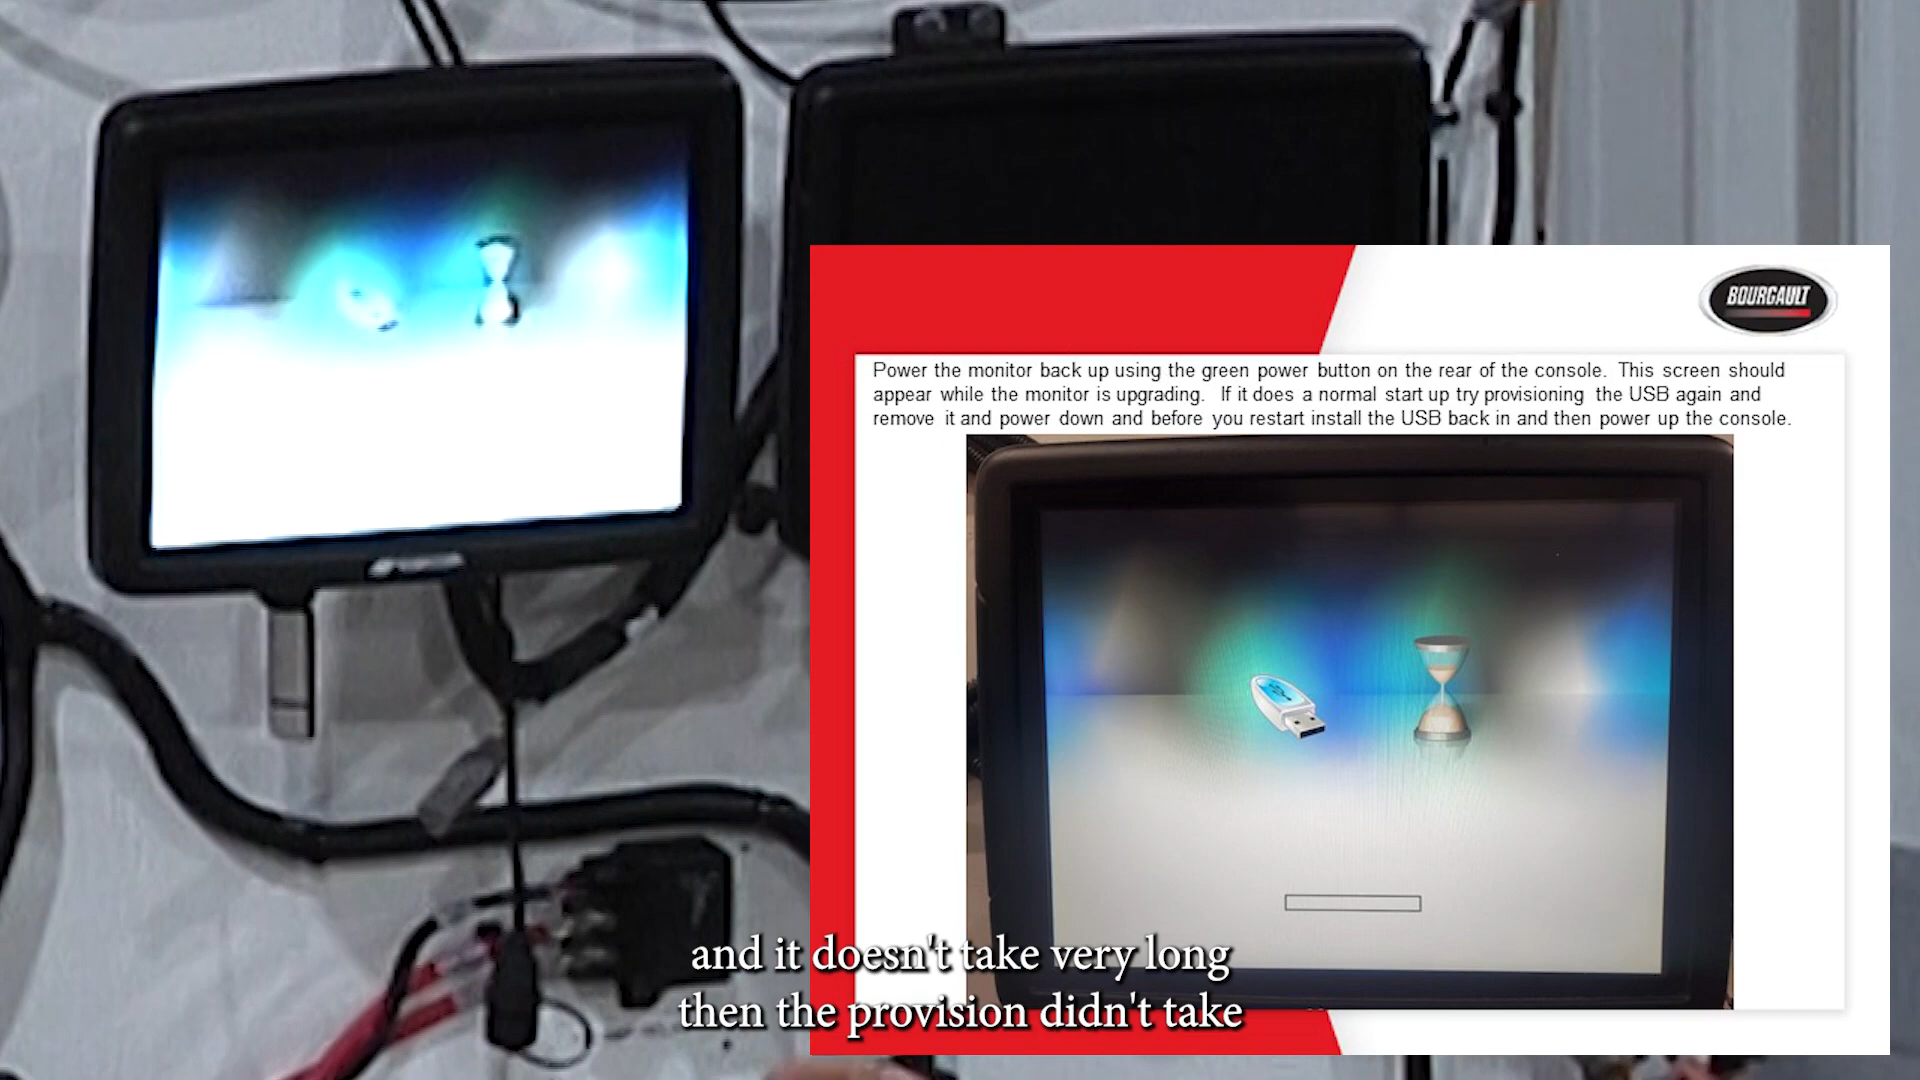 BOURGAULT
Power the monitor back up using the green power button on the rear of the console. This screen should
appear while the monitor is upgrading. If it does a normal start up try provisioning the USB again and
remove it and power down and before you restart install the USB back in and then power up the console.
and it doesn't take very long
then the provision didn't take